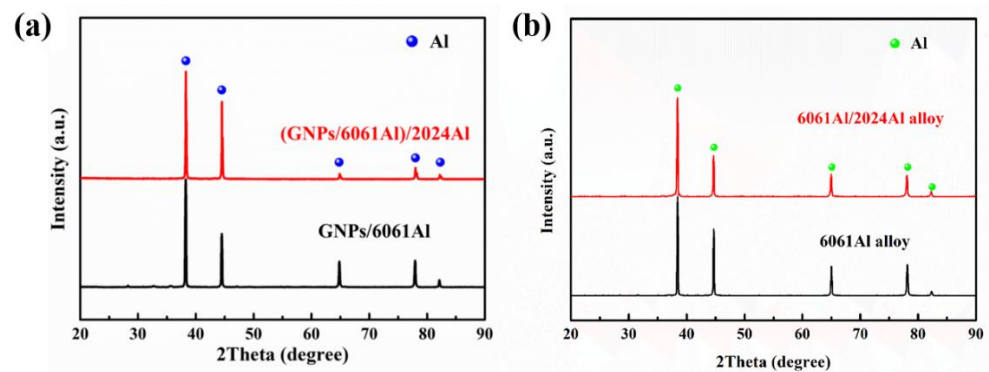 (a)
Al
(GNPs/6061Al)/2024Al
GNPs/6061Al
Intensity (a.u.)
20 30 40 50 60 70 80 90
2Theta (degree)
(b)
Al
6061Al/2024Al alloy
6061Al alloy
Intensity (a.u.)
20 30 40 50 60 70 80 90
2Theta (degree)